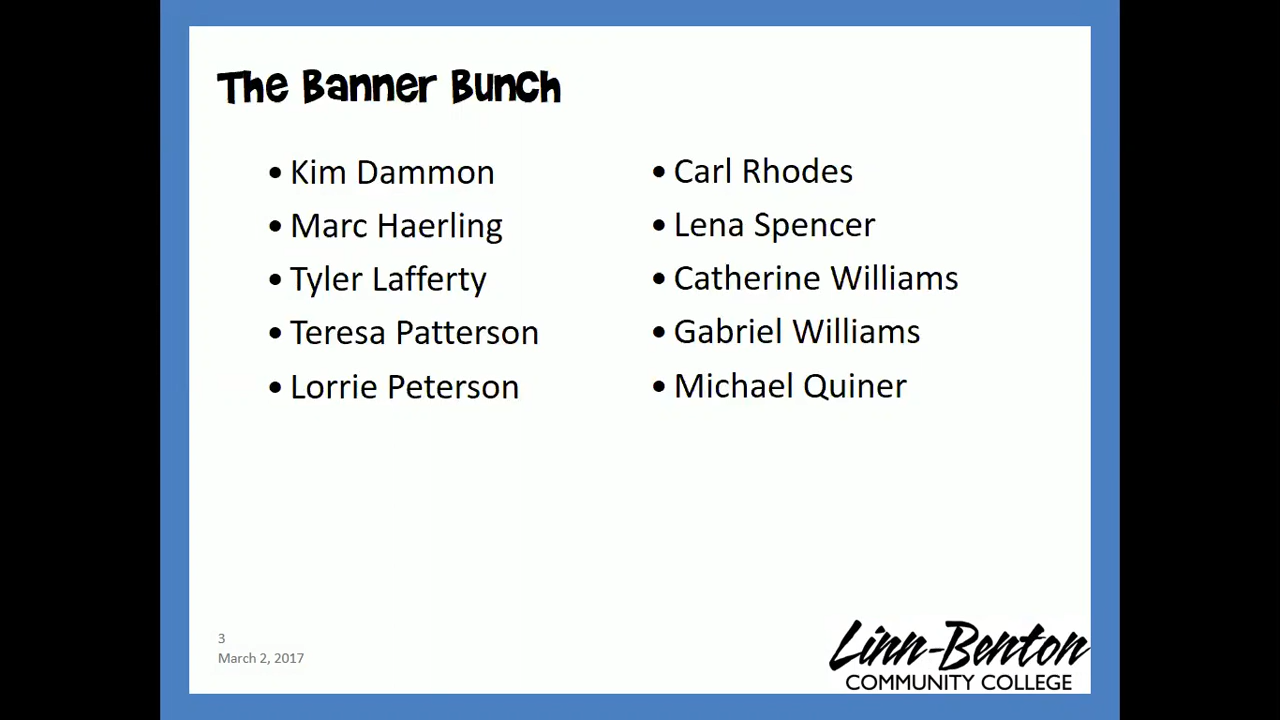 The Banner Bunch
• Kim Dammon
• Marc Haerling
• Tyler Lafferty
• Teresa Patterson
• Lorrie Peterson
• Carl Rhodes
• Lena Spencer
• Catherine Williams
• Gabriel Williams
• Michael Quiner
3
March 2, 2017
Linn-Benton
COMMUNITY COLLEGE